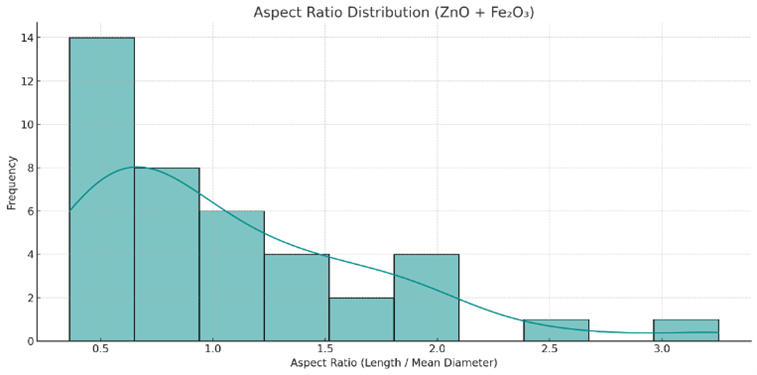 Aspect Ratio Distribution (ZnO + Fe₂O₃)
14
12
10
8
6
4
2
0
Frequency
0.5 1.0 1.5 2.0 2.5 3.0
Aspect Ratio (Length / Mean Diameter)